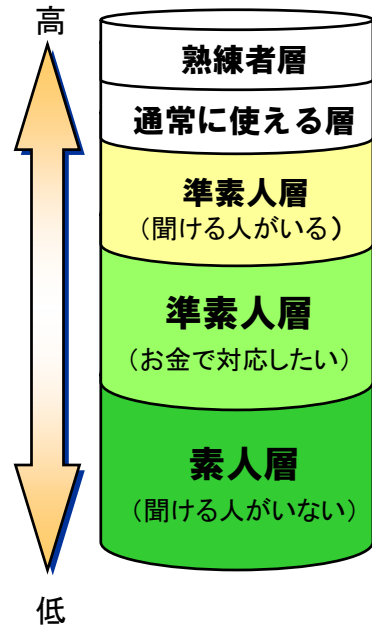 高
熟練者層
通常に使える層
準素人層
（聞ける人がいる）
準素人層
（お金で対応したい）
素人層
（聞ける人がいない）
低